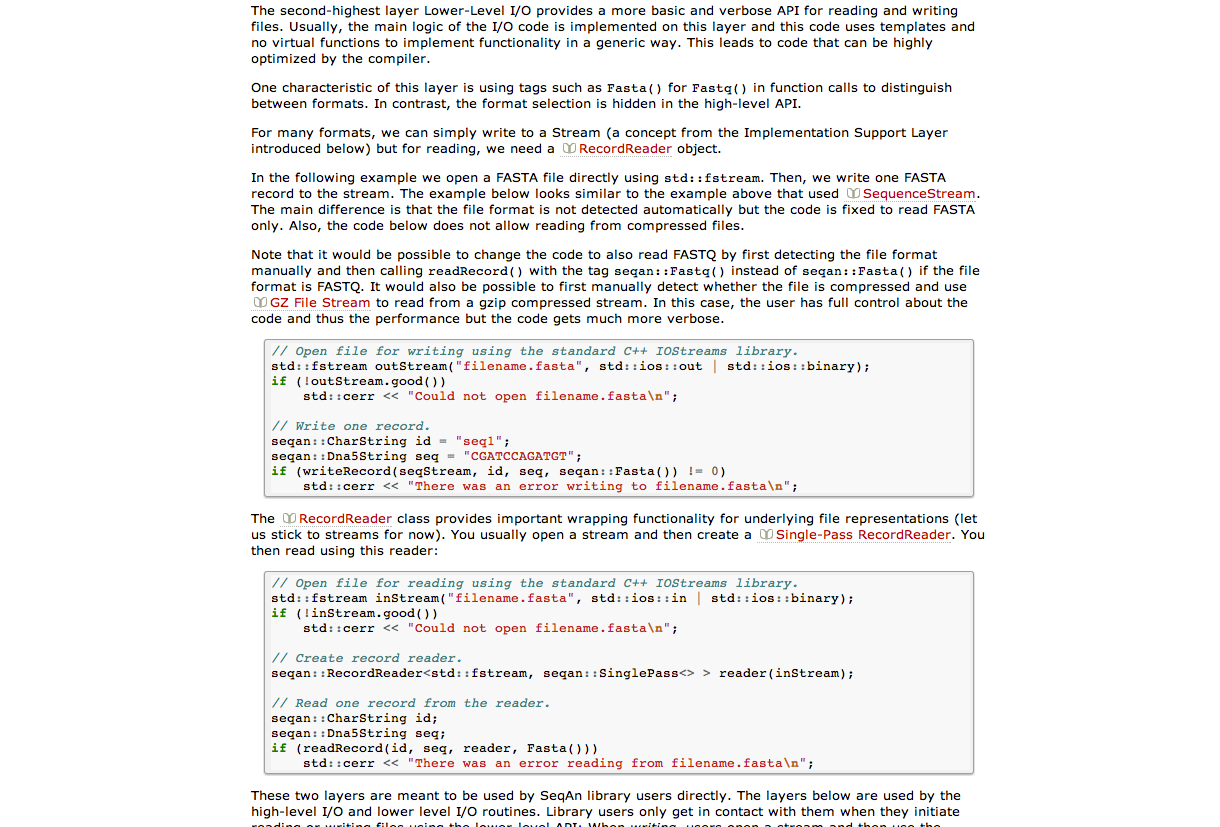 The second-highest layer Lower-Level I/O provides a more basic and verbose API for reading and writing
files. Usually, the main logic of the I/O code is implemented on this layer and this code uses templates and
no virtual functions to implement functionality in a generic way. This leads to code that can be highly
optimized by the compiler.
One characteristic of this layer is using tags such as Fasta() for Fastq() in function calls to distinguish
between formats. In contrast, the format selection is hidden in the high-level API.
For many formats, we can simply write to a Stream (a concept from the Implementation Support Layer
introduced below) but for reading, we need a RecordReader object.
In the following example we open a FASTA file directly using std::fstream. Then, we write one FASTA
record to the stream. The example below looks similar to the example above that used SequenceStream.
The main difference is that the file format is not detected automatically but the code is fixed to read FASTA
only. Also, the code below does not allow reading from compressed files.
Note that it would be possible to change the code to also read FASTQ by first detecting the file format
manually and then calling readRecord() with the tag seqan::Fastq() instead of seqan::Fasta() if the file
format is FASTQ. It would also be possible to first manually detect whether the file is compressed and use
GZ File Stream to read from a gzip compressed stream. In this case, the user has full control about the
code and thus the performance but the code gets much more verbose.
// Open file for writing using the standard C++ IOStreams library.
std::fstream outStream("filename.fasta", std::ios::out | std::ios::binary);
if (!outStream.good())
    std::cerr << "Could not open filename.fasta\n";
// Write one record.
seqan::CharString id = "seq1";
seqan::Dna5String seq = "CGATCCAGATGT";
if (writeRecord(seqStream, id, seq, seqan::Fasta()) != 0)
    std::cerr << "There was an error writing to filename.fasta\n";
The RecordReader class provides important wrapping functionality for underlying file representations (let
us stick to streams for now). You usually open a stream and then create a Single-Pass RecordReader. You
then read using this reader:
// Open file for reading using the standard C++ IOStreams library.
std::fstream inStream("filename.fasta", std::ios::in | std::ios::binary);
if (!inStream.good())
    std::cerr << "Could not open filename.fasta\n";
// Create record reader.
seqan::RecordReader<std::fstream, seqan::SinglePass<> > reader(inStream);
// Read one record from the reader.
seqan::CharString id;
seqan::Dna5String seq;
if (readRecord(id, seq, reader, Fasta()))
    std::cerr << "There was an error reading from filename.fasta\n";
These two layers are meant to be used by SeqAn library users directly. The layers below are used by the
high-level I/O and lower level I/O routines. Library users only get in contact with them when they initiate
reading or writing files using the lower-level API: When writing, users open a stream and then use the